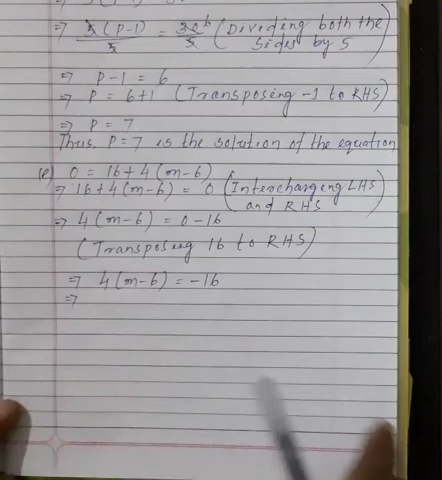 ⇒ 5(P-1)/5 = 30 6/5 (Dividing both the
sides by 5)
⇒ P-1 = 6
⇒ P = 6+1 (Transposing -1 to RHS)
⇒ P = 7
Thus P=7 is the solution of the equation
(e) 0 = 16+4(m-6)
⇒ 16+4(m-6) = 0 (Interchanging LHS
and RHS)
⇒ 4(m-6) = 0-16
(Transposing 16 to RHS)
⇒ 4(m-6) = -16
⇒